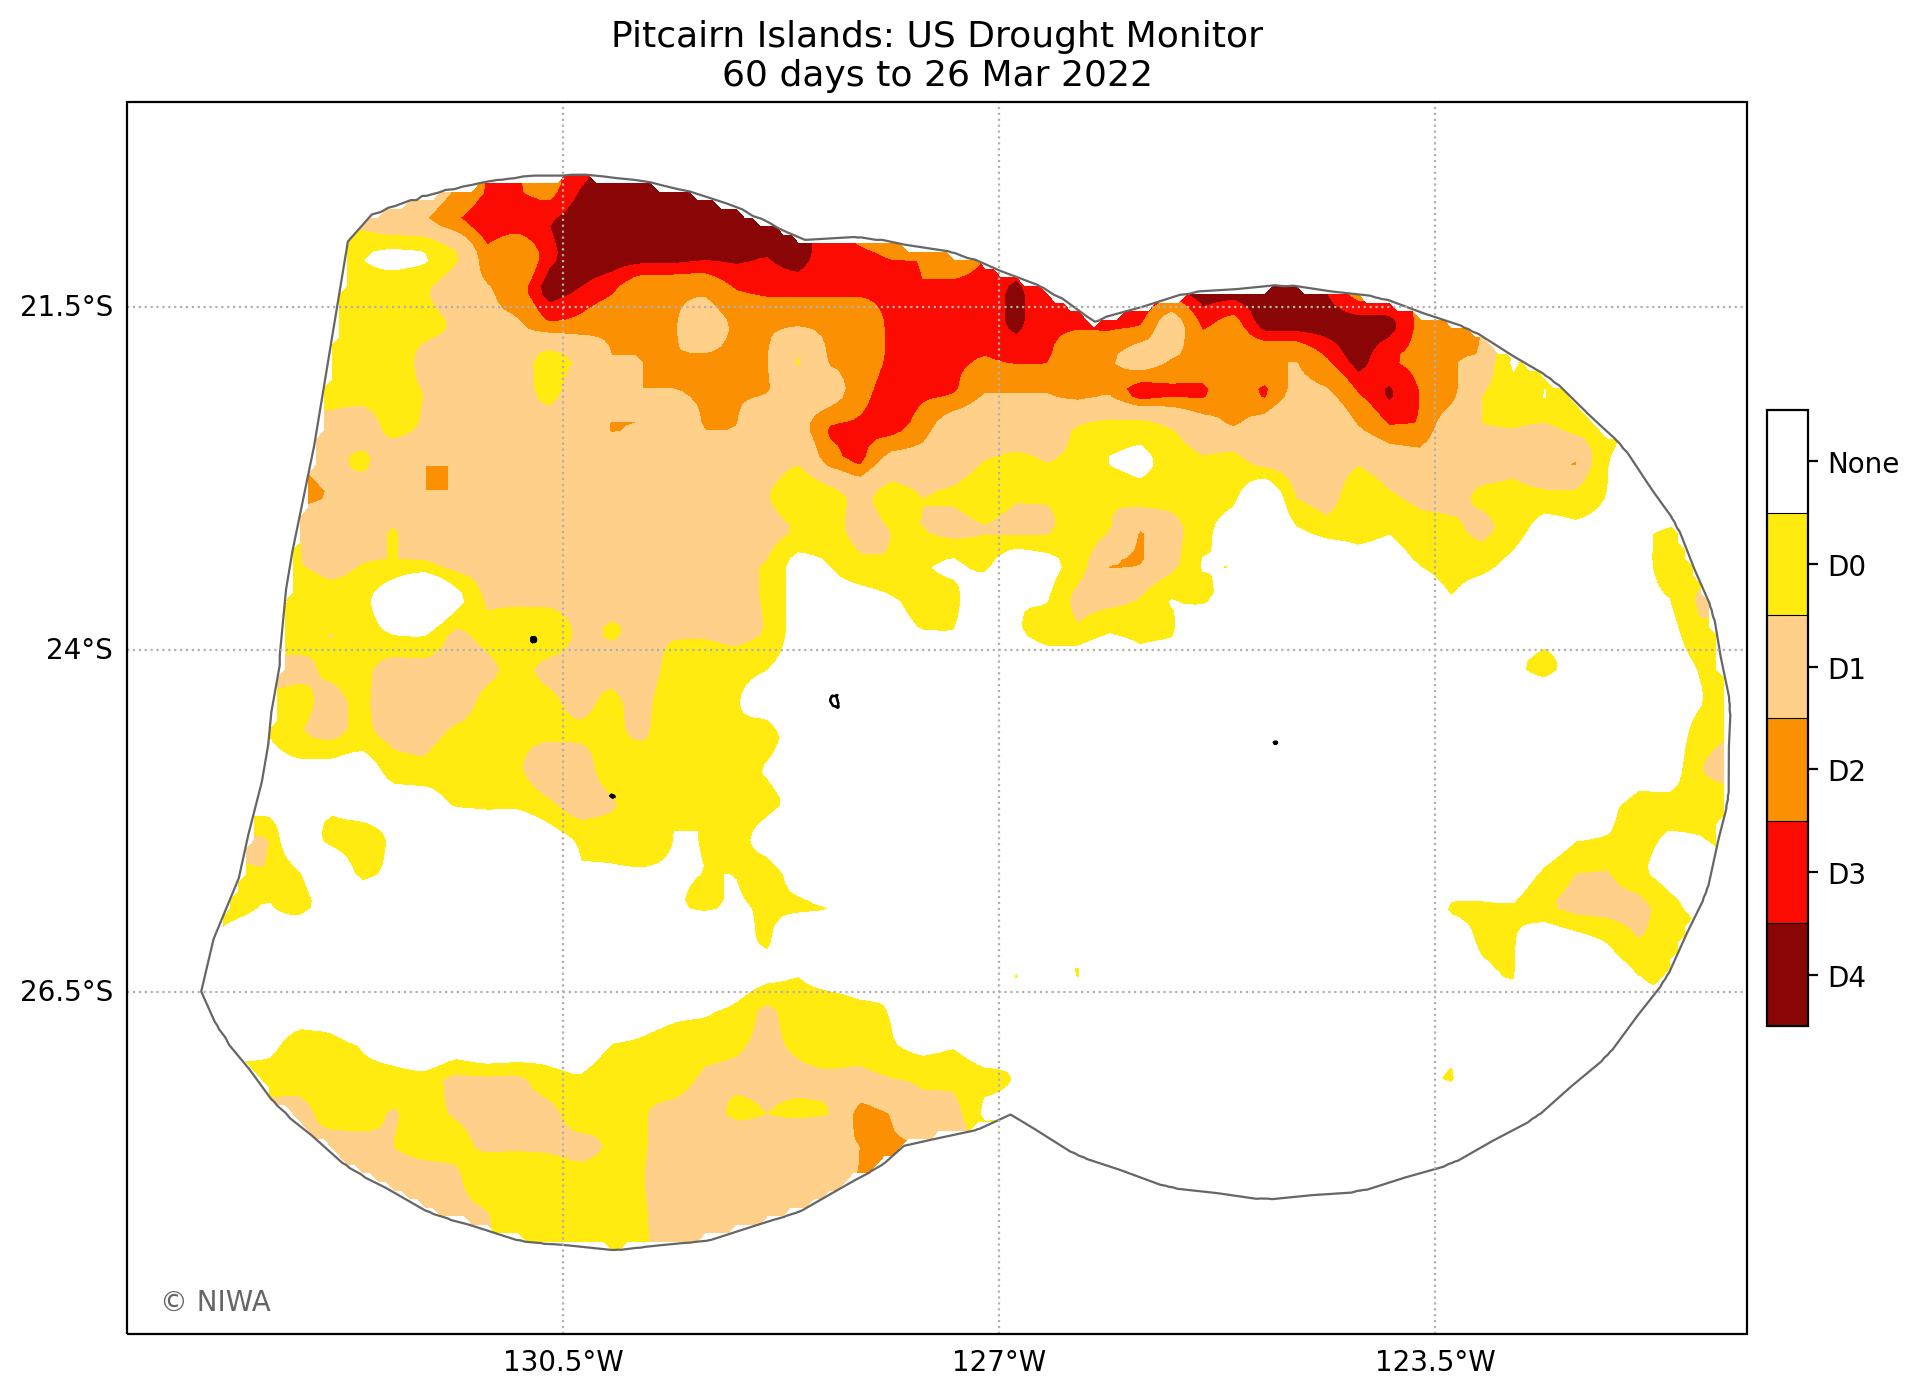 Pitcairn Islands: US Drought Monitor
60 days to 26 Mar 2022
21.5°S
24°S
26.5°S
130.5°W
127°W
123.5°W
None
D0
D1
D2
D3
D4
© NIWA